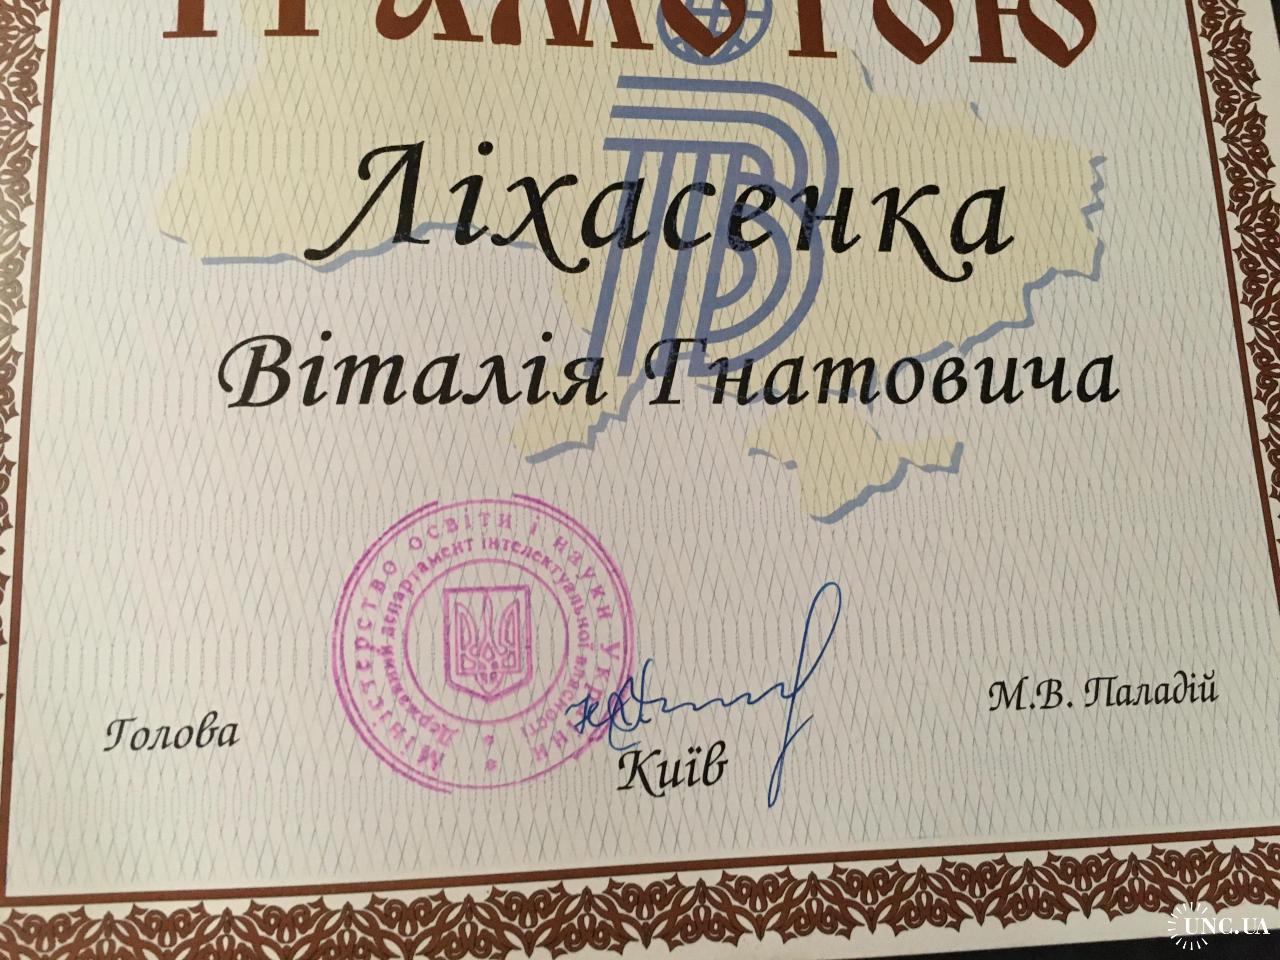 ГРАМОТОЮ
Ліхасенка
Віталія Гнатовича
Міністерство освіти і науки України
Державний департамент інтелектуальної власності
Голова
М.В. Паладій
Київ
UNC.UA